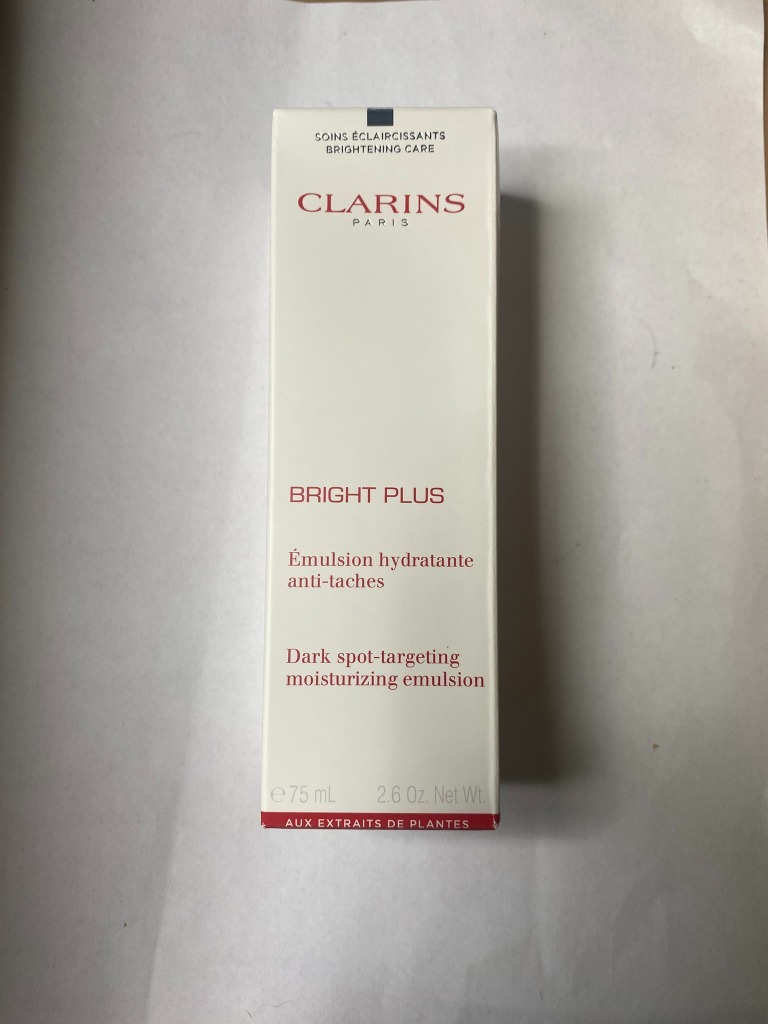 SOINS ÉCLAIRCISSANTS
BRIGHTENING CARE
CLARINS
PARIS
BRIGHT PLUS
Émulsion hydratante
anti-taches
Dark spot-targeting
moisturizing emulsion
℮ 75 mL 2.6 Oz. Net Wt.
AUX EXTRAITS DE PLANTES